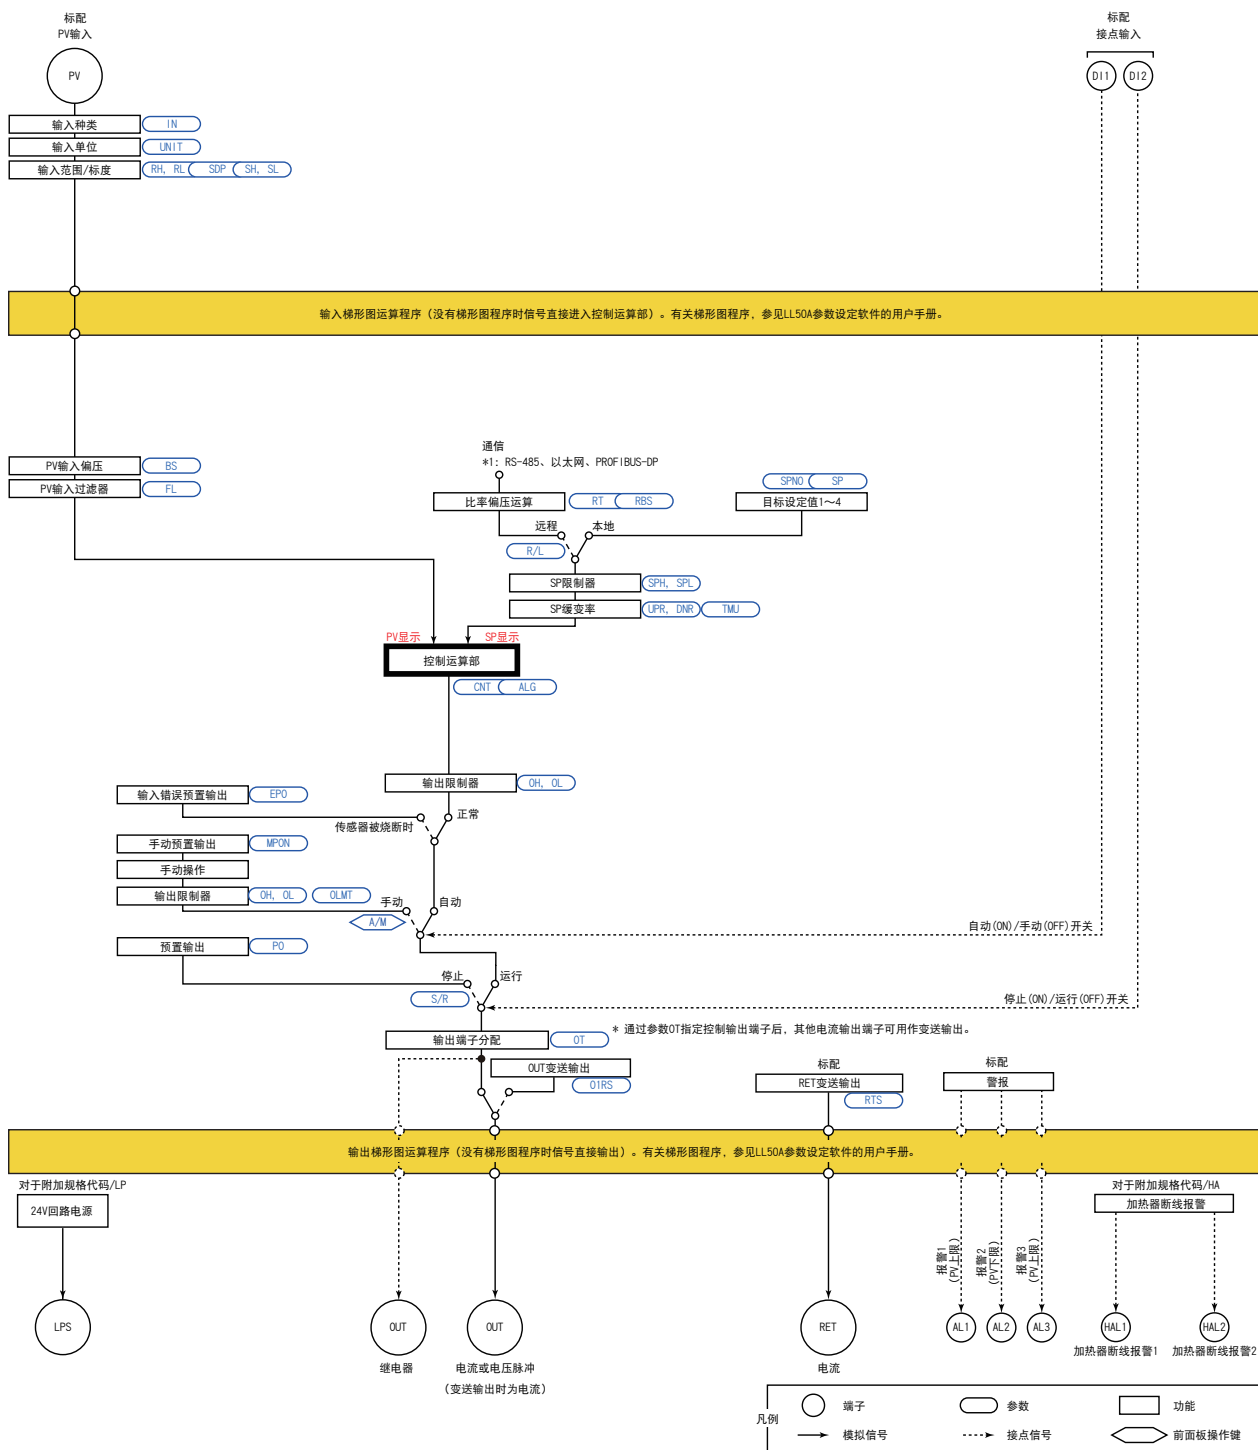 标配
PV输入
PV
标配
接点输入
DI1
DI2
输入种类
IN
输入单位
UNIT
输入范围/标度
RH, RL
SDP
SH, SL
输入梯形图运算程序（没有梯形图程序时信号直接进入控制运算部）。有关梯形图程序，参见LL50A参数设定软件的用户手册。
PV输入偏压
BS
PV输入过滤器
FL
通信
*1: RS-485、以太网、PROFIBUS-DP
比率偏压运算
RT
RBS
SPNO
SP
目标设定值1～4
远程
本地
R/L
SP限制器
SPH, SPL
SP缓变率
UPR, DNR
TMU
PV显示
SP显示
控制运算部
CNT
ALG
输出限制器
OH, OL
输入错误预置输出
EPO
传感器被烧断时
正常
手动预置输出
MPON
手动操作
输出限制器
OH, OL
OLMT
手动
自动
A/M
自动(ON)/手动(OFF)开关
预置输出
PO
停止
运行
S/R
停止(ON)/运行(OFF)开关
输出端子分配
OT
* 通过参数OT指定控制输出端子后，其他电流输出端子可用作变送输出。
OUT变送输出
O1RS
标配
RET变送输出
RTS
标配
警报
输出梯形图运算程序（没有梯形图程序时信号直接输出）。有关梯形图程序，参见LL50A参数设定软件的用户手册。
对于附加规格代码/LP
24V回路电源
对于附加规格代码/HA
加热器断线报警
报警1
(PV上限)
报警2
(PV下限)
报警3
(PV上限)
LPS
OUT
OUT
RET
AL1
AL2
AL3
HAL1
HAL2
继电器
电流或电压脉冲
(变送输出时为电流)
电流
加热器断线报警1
加热器断线报警2
凡例
端子
参数
功能
模拟信号
接点信号
前面板操作键